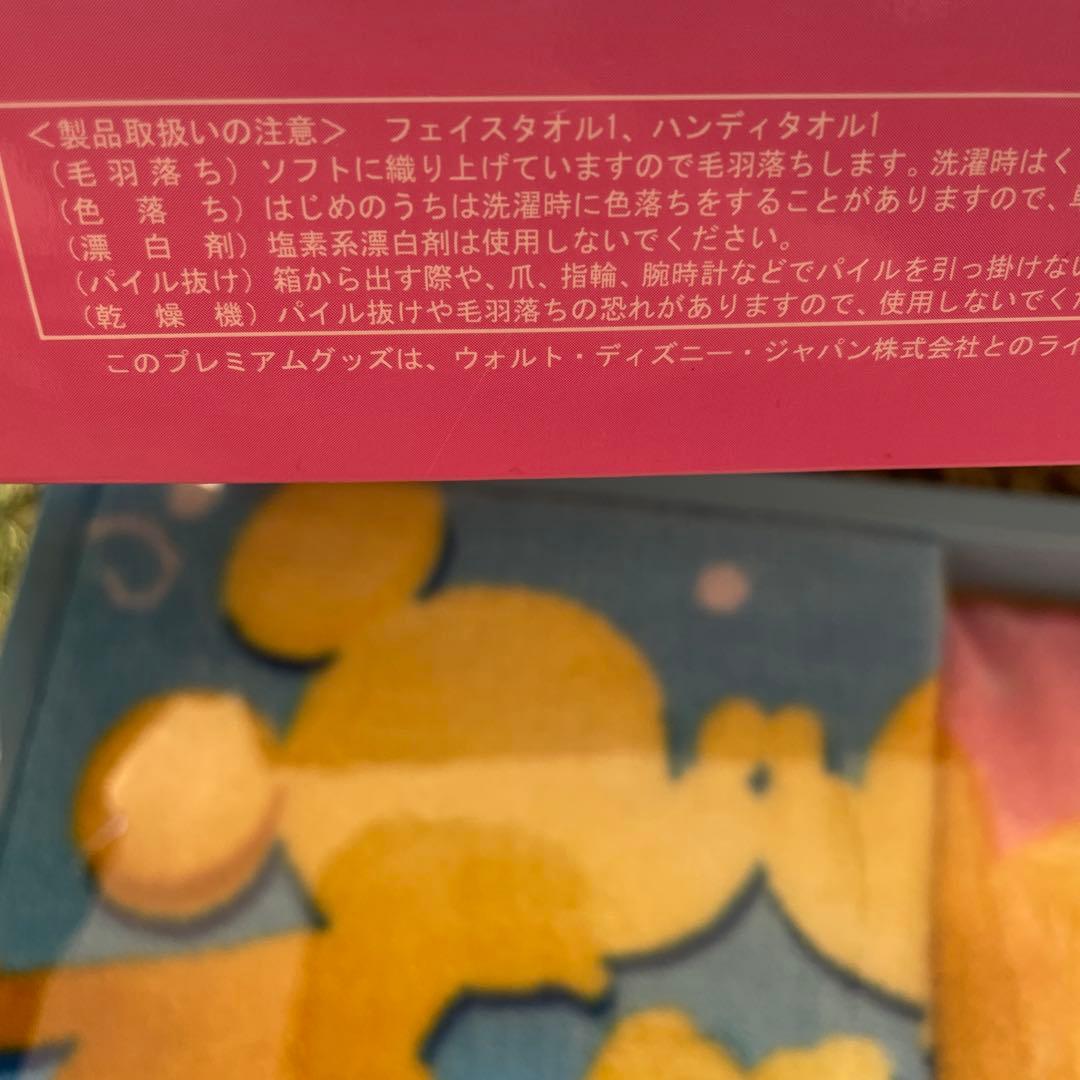 ＜製品取扱いの注意＞　フェイスタオル1、ハンディタオル1
（毛羽落ち）ソフトに織り上げていますので毛羽落ちします。洗濯時はく
（色　落　ち）はじめのうちは洗濯時に色落ちをすることがありますので、
（漂　白　剤）塩素系漂白剤は使用しないでください。
（パイル抜け）箱から出す際や、爪、指輪、腕時計などでパイルを引っ掛けない
（乾　燥　機）パイル抜けや毛羽落ちの恐れがありますので、使用しないでくだ
このプレミアムグッズは、ウォルト・ディズニー・ジャパン株式会社とのライ